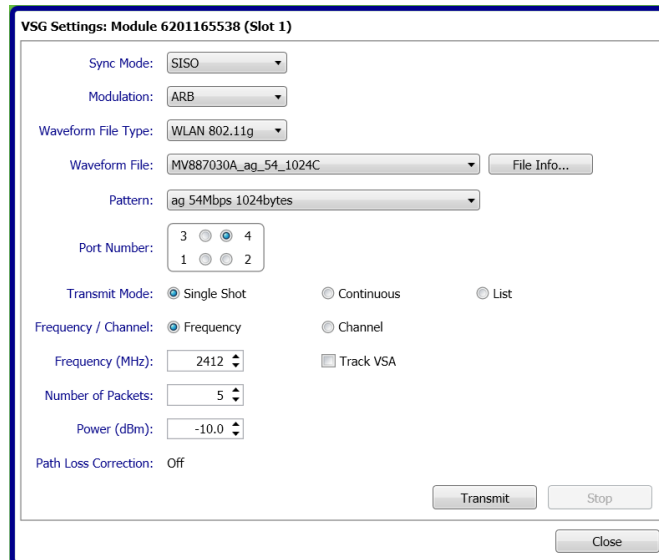 VSG Settings: Module 6201165538 (Slot 1)
Sync Mode: SISO
Modulation: ARB
Waveform File Type: WLAN 802.11g
Waveform File: MV887030A_ag_54_1024C File Info...
Pattern: ag 54Mbps 1024bytes
3 4
Port Number:
1 2
Transmit Mode: Single Shot Continuous List
Frequency / Channel: Frequency Channel
Frequency (MHz): 2412 Track VSA
Number of Packets: 5
Power (dBm): -10.0
Path Loss Correction: Off
Transmit Stop
Close